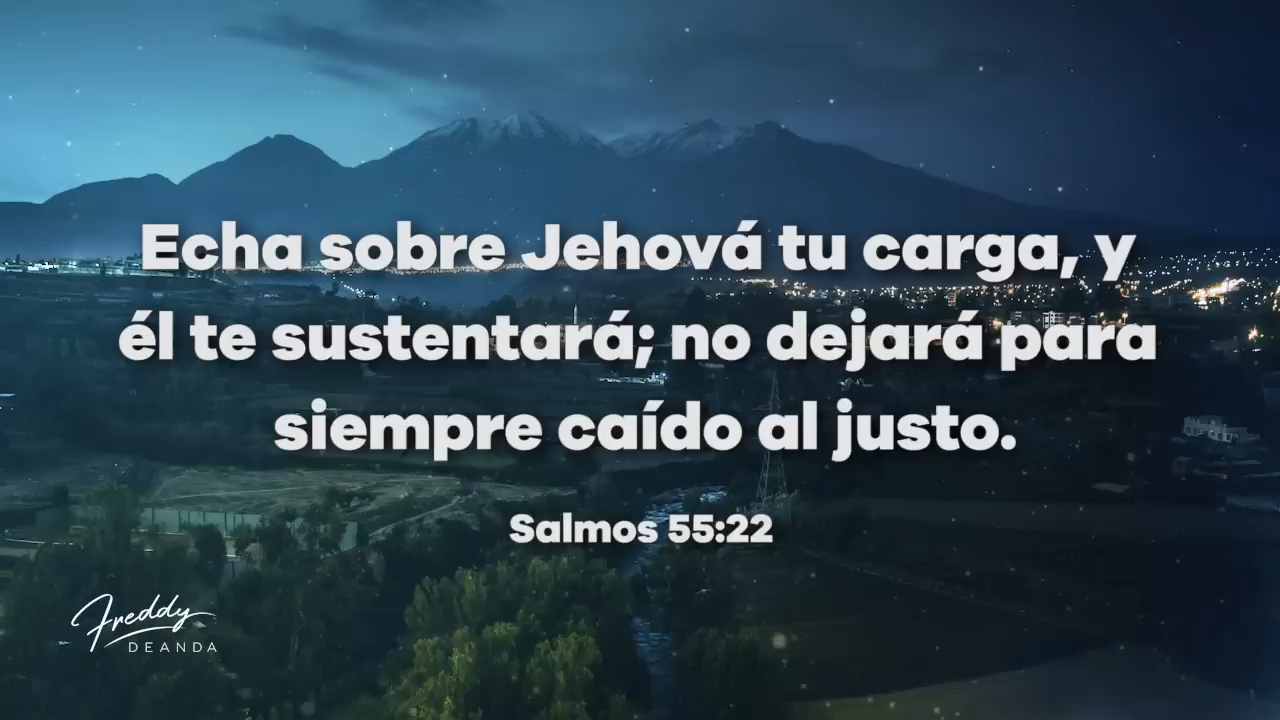 Echa sobre Jehová tu carga, y
él te sustentará; no dejará para
siempre caído al justo.
Salmos 55:22
Freddy
DEANDA